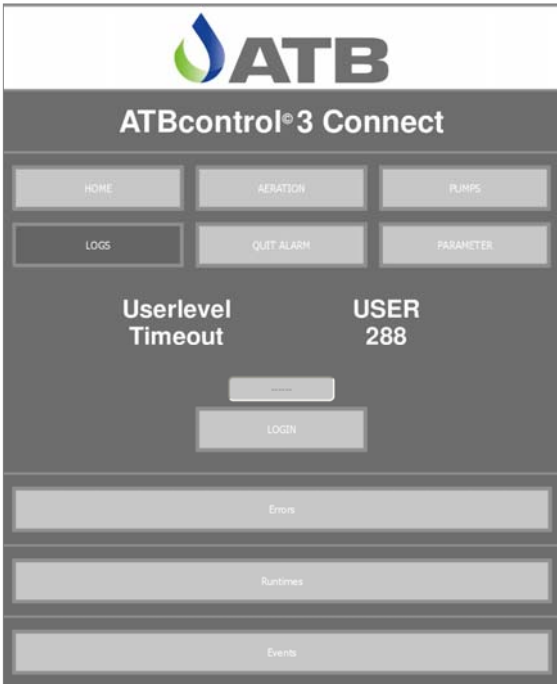 ATB
ATBcontrol© 3 Connect
HOME AERATION PUMPS
LOGS QUIT ALARM PARAMETER
Userlevel USER
Timeout 288
------
LOGIN
Errors
Runtimes
Events